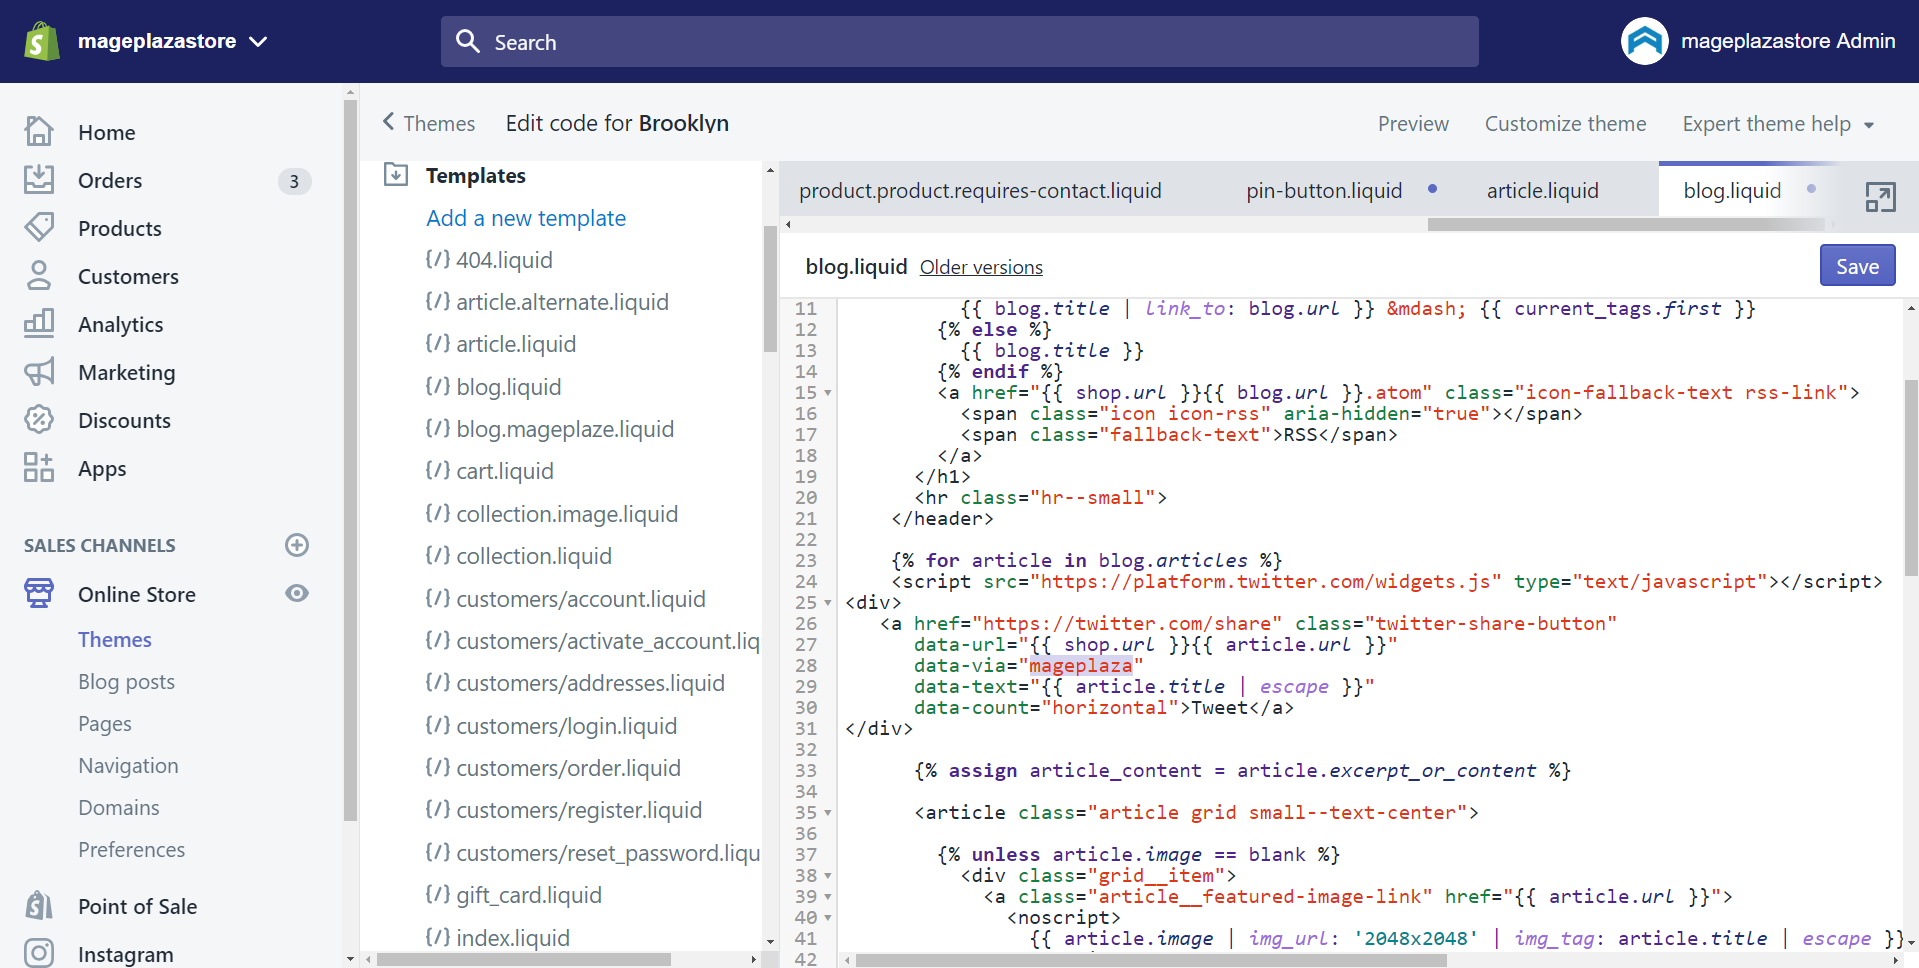 mageplazastore
Search
mageplazastore Admin
Home
Orders
3
Products
Customers
Analytics
Marketing
Discounts
Apps
SALES CHANNELS
Online Store
Themes
Blog posts
Pages
Navigation
Domains
Preferences
Point of Sale
Instagram
Themes
Edit code for Brooklyn
Preview
Customize theme
Expert theme help
Templates
Add a new template
{/} 404.liquid
{/} article.alternate.liquid
{/} article.liquid
{/} blog.liquid
{/} blog.mageplaze.liquid
{/} cart.liquid
{/} collection.image.liquid
{/} collection.liquid
{/} customers/account.liquid
{/} customers/activate_account.liq
{/} customers/addresses.liquid
{/} customers/login.liquid
{/} customers/order.liquid
{/} customers/register.liquid
{/} customers/reset_password.liqu
{/} gift_card.liquid
{/} index.liquid
product.product.requires-contact.liquid
pin-button.liquid
article.liquid
blog.liquid
blog.liquid Older versions
Save
11 {{ blog.title | link_to: blog.url }} &mdash; {{ current_tags.first }}
12 {% else %}
13 {{ blog.title }}
14 {% endif %}
15 <a href="{{ shop.url }}{{ blog.url }}.atom" class="icon-fallback-text rss-link">
16 <span class="icon icon-rss" aria-hidden="true"></span>
17 <span class="fallback-text">RSS</span>
18 </a>
19 </h1>
20 <hr class="hr--small">
21 </header>
22
23 {% for article in blog.articles %}
24 <script src="https://platform.twitter.com/widgets.js" type="text/javascript"></script>
25 <div>
26 <a href="https://twitter.com/share" class="twitter-share-button"
27 data-url="{{ shop.url }}{{ article.url }}"
28 data-via="mageplaza"
29 data-text="{{ article.title | escape }}"
30 data-count="horizontal">Tweet</a>
31 </div>
32
33 {% assign article_content = article.excerpt_or_content %}
34
35 <article class="article grid small--text-center">
36
37 {% unless article.image == blank %}
38 <div class="grid__item">
39 <a class="article__featured-image-link" href="{{ article.url }}">
40 <noscript>
41 {{ article.image | img_url: '2048x2048' | img_tag: article.title | escape }}
42